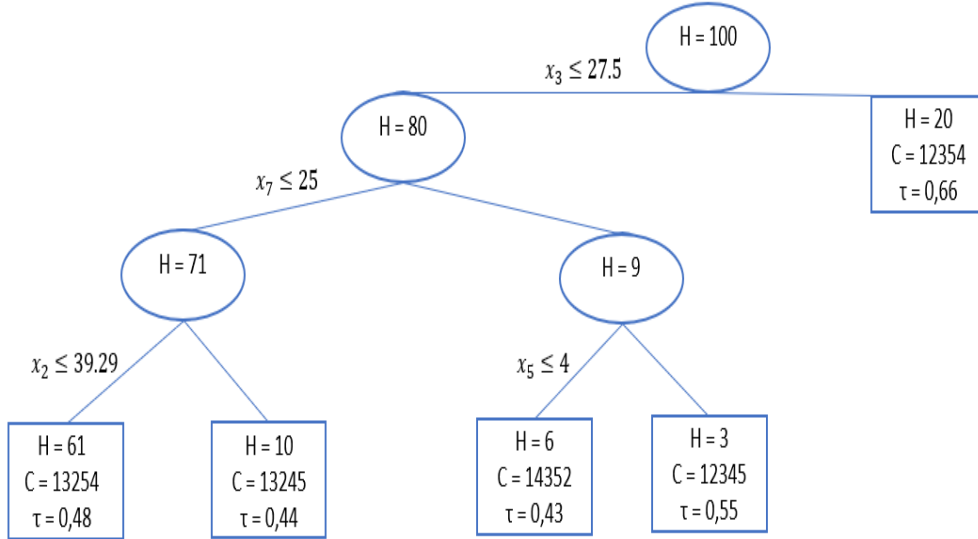 H = 100
x₃ ≤ 27.5
H = 80
H = 20
C = 12354
τ = 0,66
x₇ ≤ 25
H = 71
H = 9
x₂ ≤ 39.29
x₅ ≤ 4
H = 61
C = 13254
τ = 0,48
H = 10
C = 13245
τ = 0,44
H = 6
C = 14352
τ = 0,43
H = 3
C = 12345
τ = 0,55